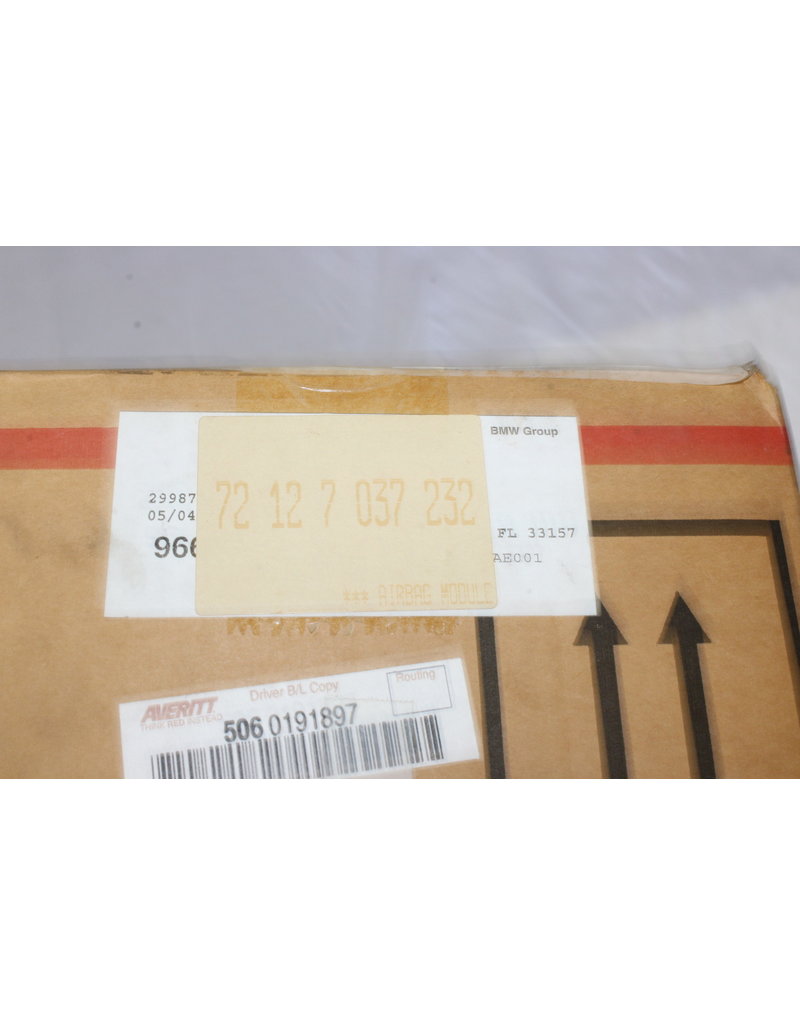 BMW Group
29987
05/04
966
72 12 7 037 232
FL 33157
AE001
*** AIRBAG MODULE
AVERITT
THINK RED INSTEAD
Driver B/L Copy
Routing
506 0191897